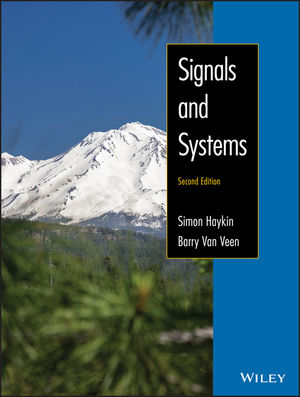 Signals
and
Systems
Second Edition
Simon Haykin
Barry Van Veen
WILEY